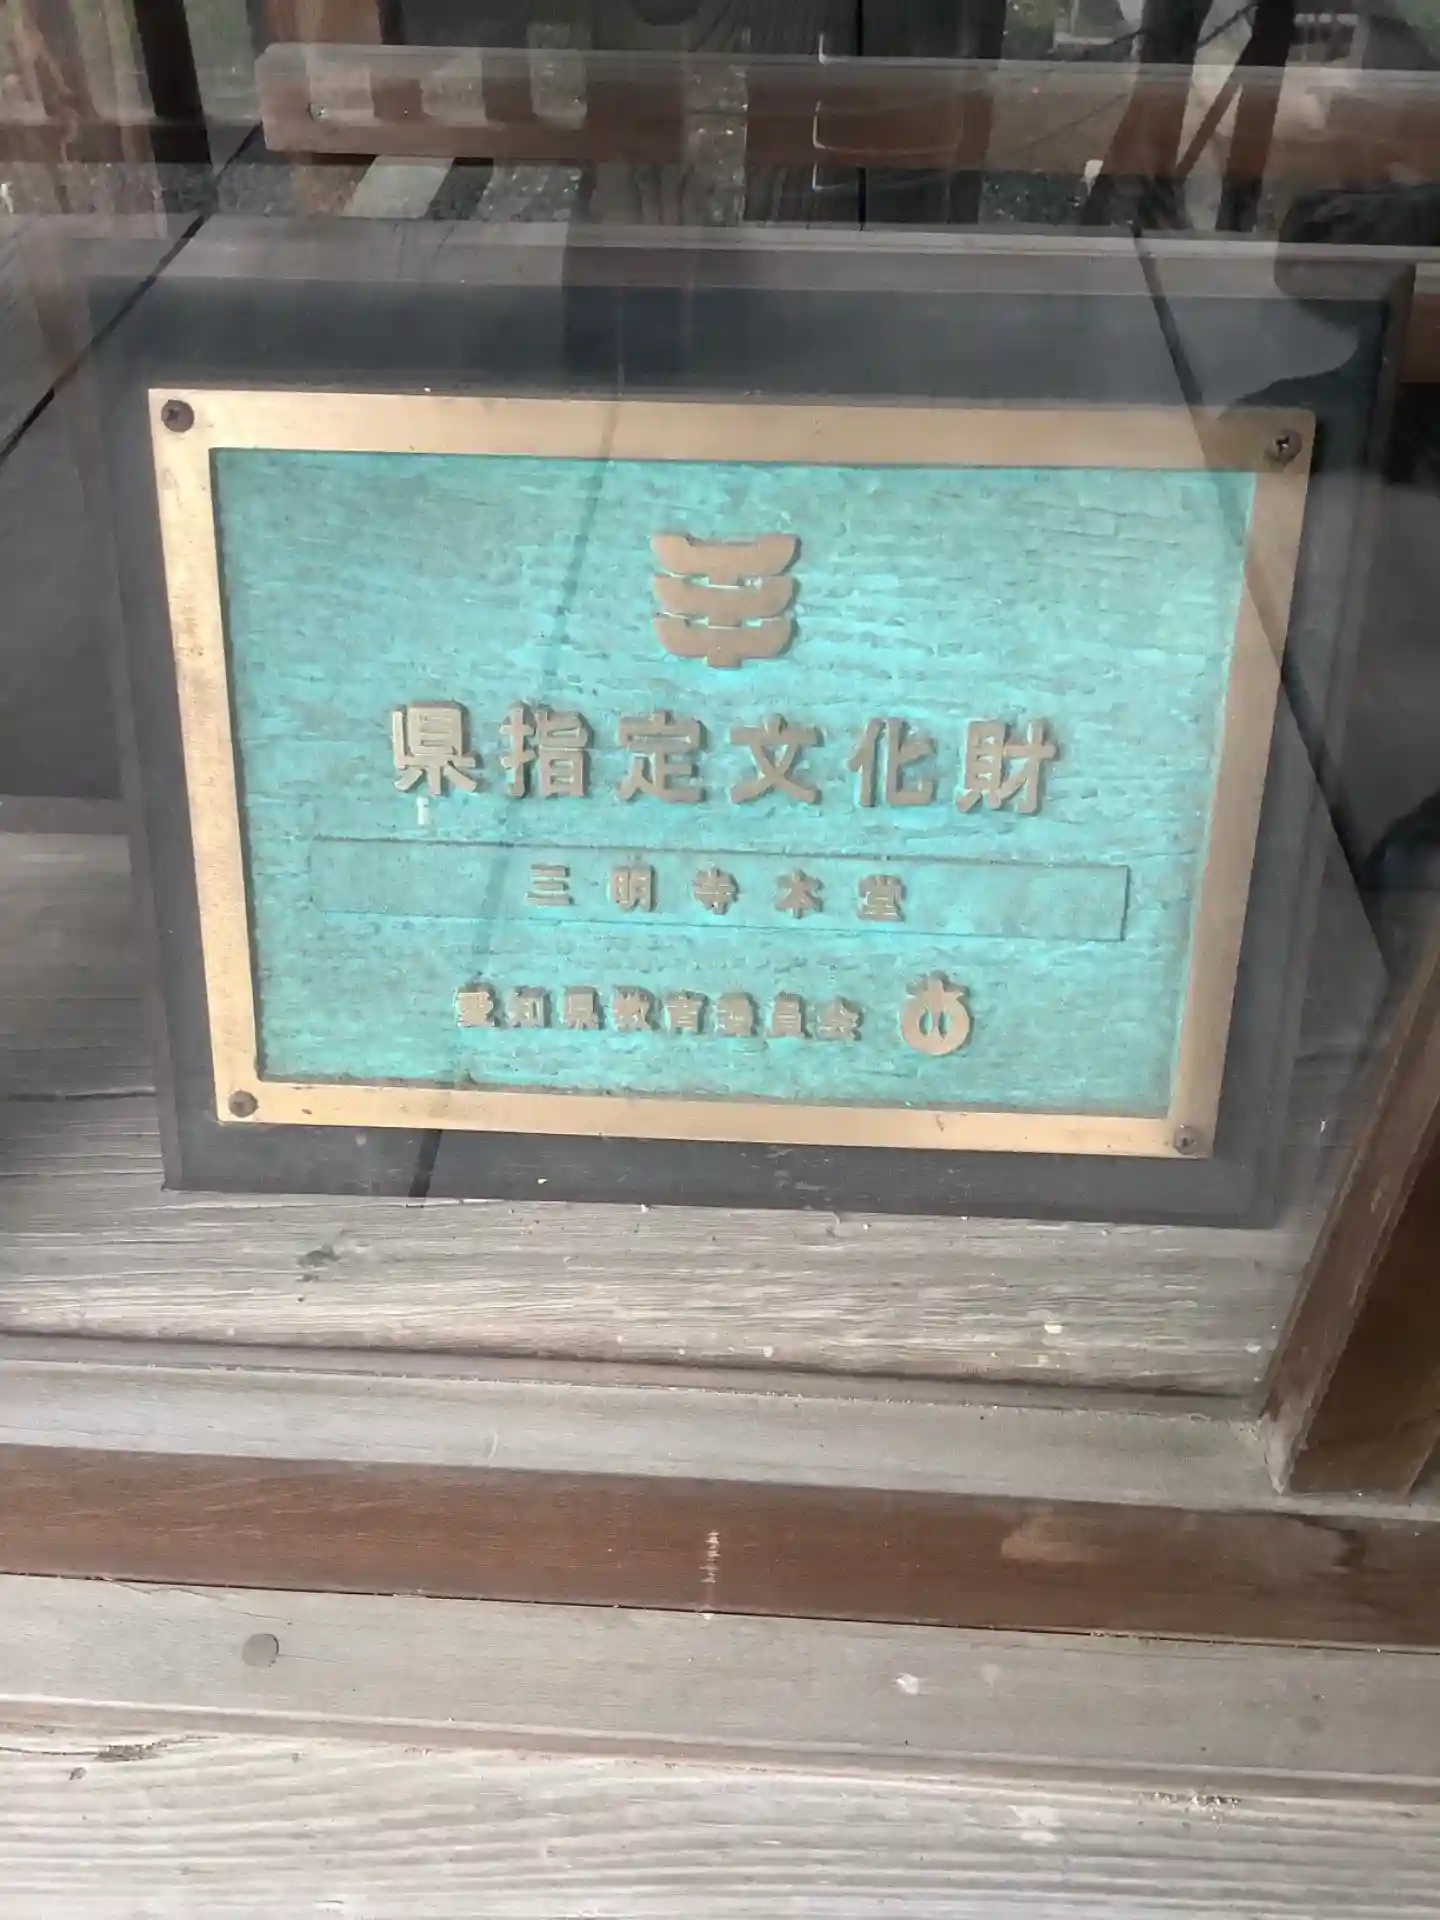 県指定文化財
三明寺本堂
愛知県教育委員会